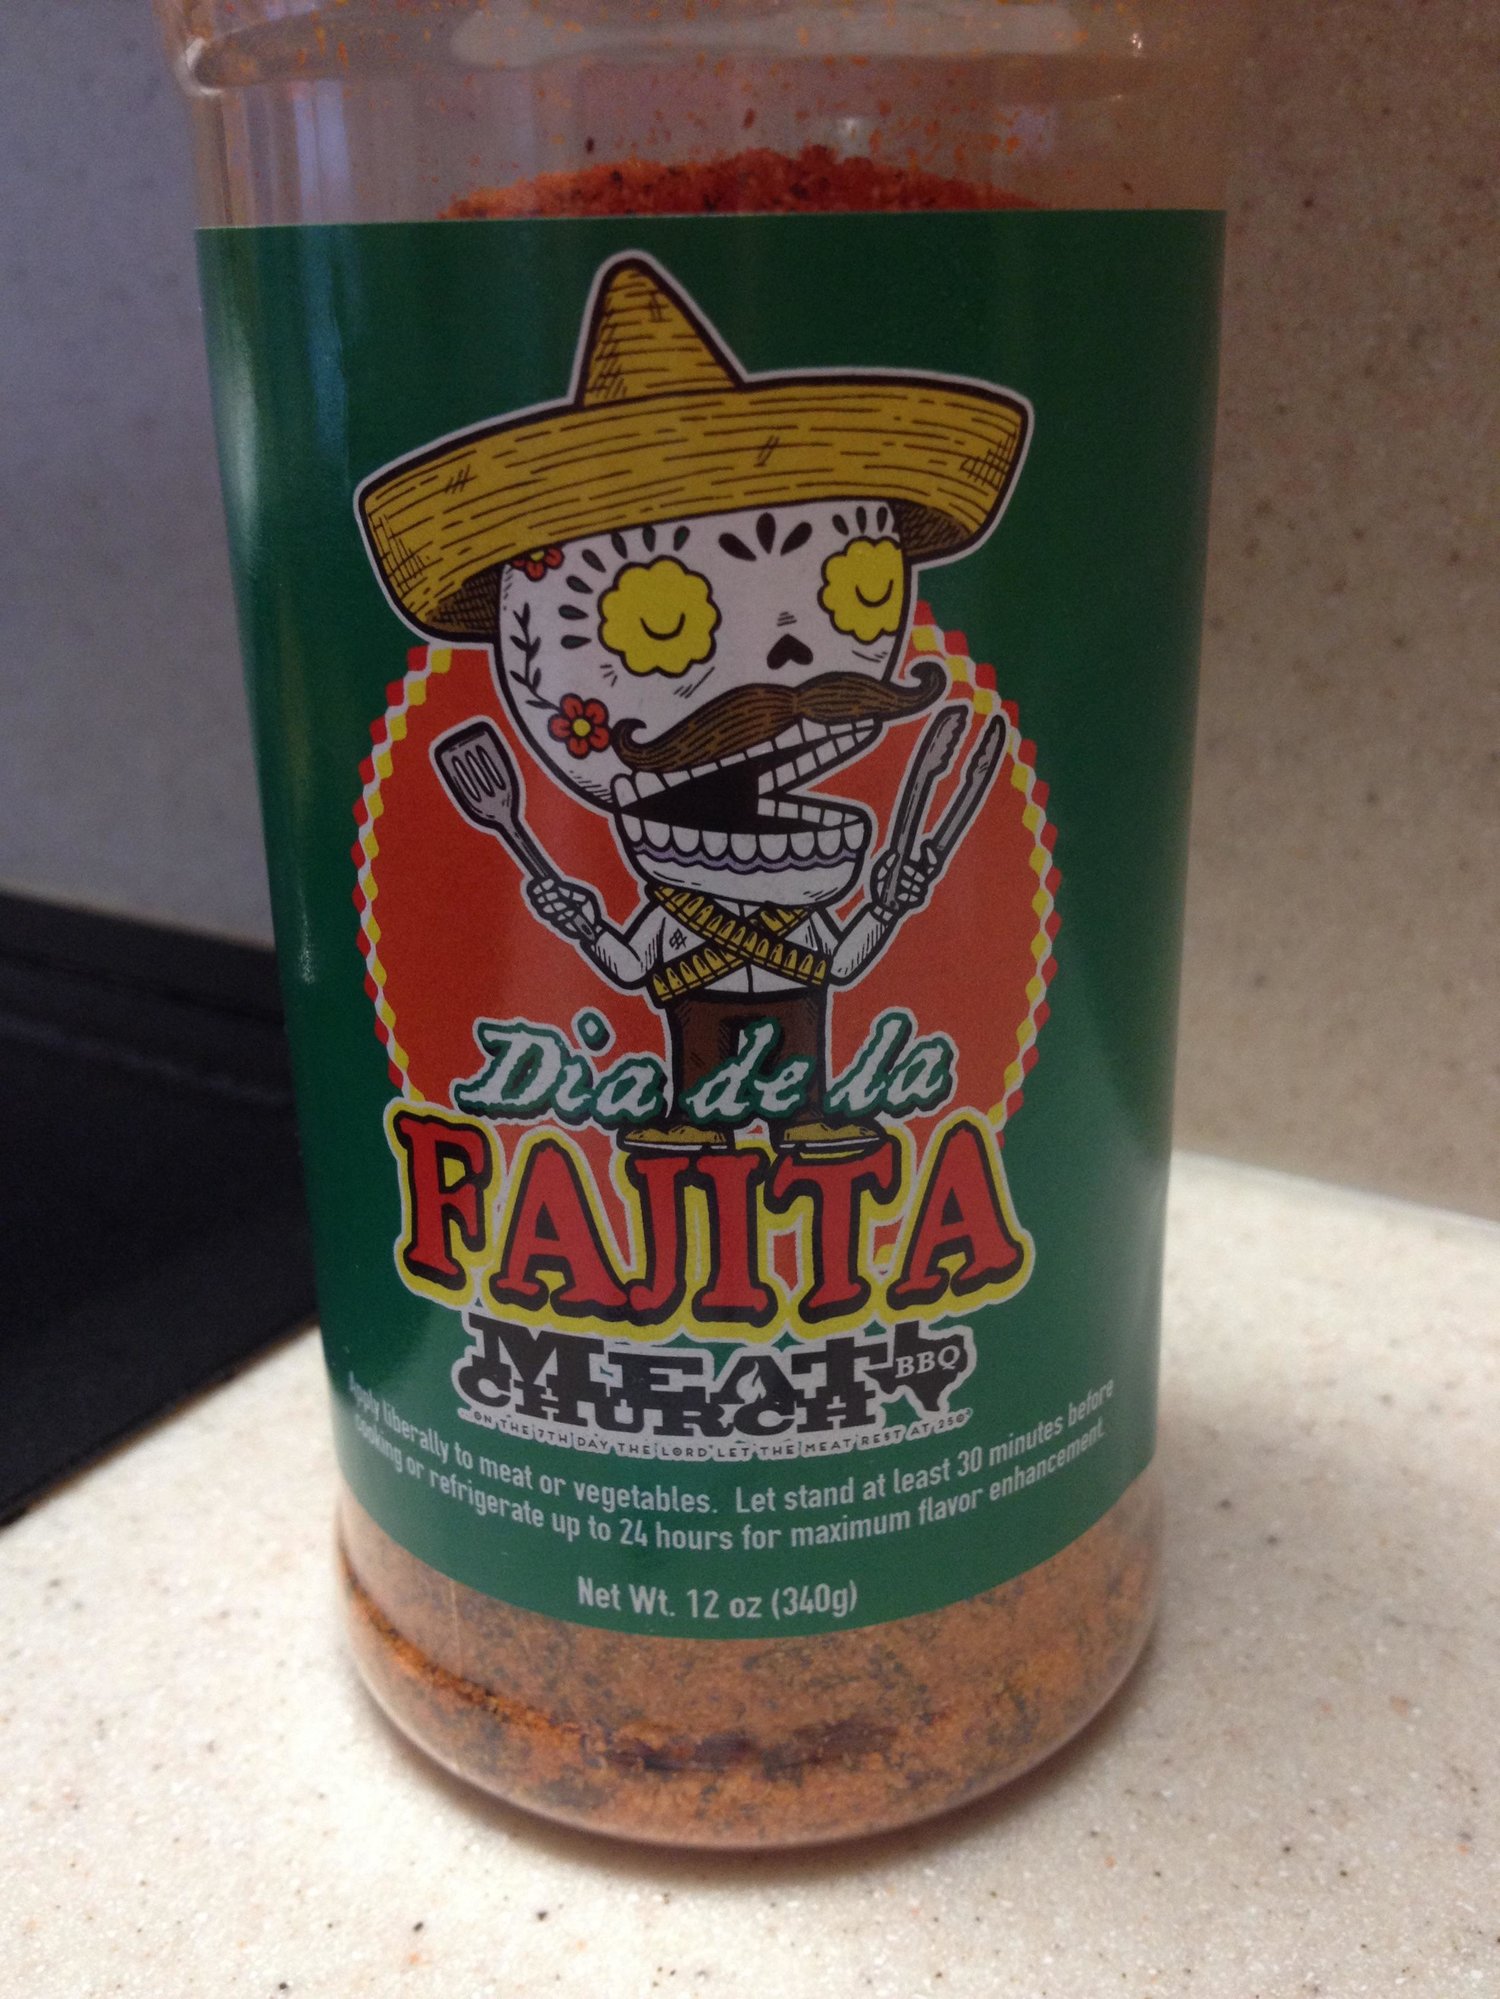 Dia de la
FAJITA
MEAT
CHURCH
BBQ
ON THE 7TH DAY THE LORD LET THE MEAT REST AT 250°
Apply liberally to meat or vegetables. Let stand at least 30 minutes before
cooking or refrigerate up to 24 hours for maximum flavor enhancement.
Net Wt. 12 oz (340g)